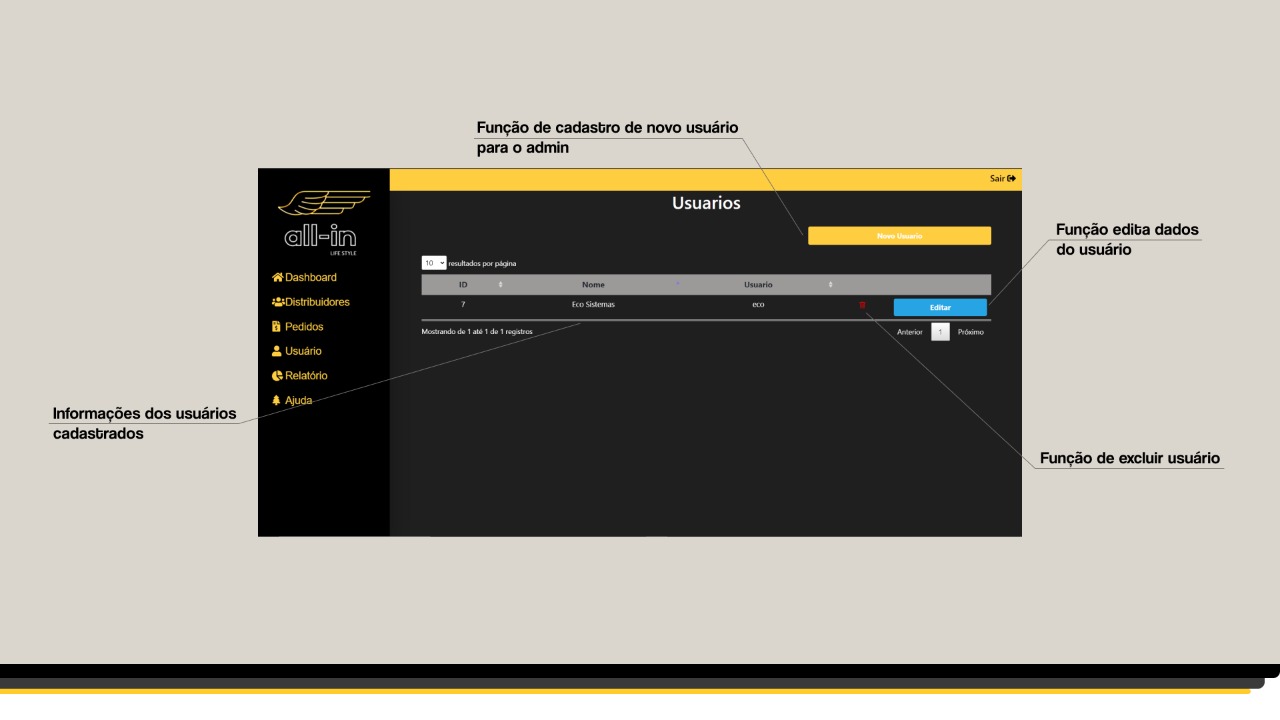 Função de cadastro de novo usuário
para o admin
Sair
all-in
LIFE STYLE
Usuarios
Novo Usuario
Função edita dados
do usuário
10 resultados por página
Dashboard
Distribuidores
Pedidos
Usuário
Relatório
Ajuda
ID Nome Usuario
7 Eco Sistemas eco Editar
Mostrando de 1 até 1 de 1 registros
Anterior 1 Próximo
Informações dos usuários
cadastrados
Função de excluir usuário